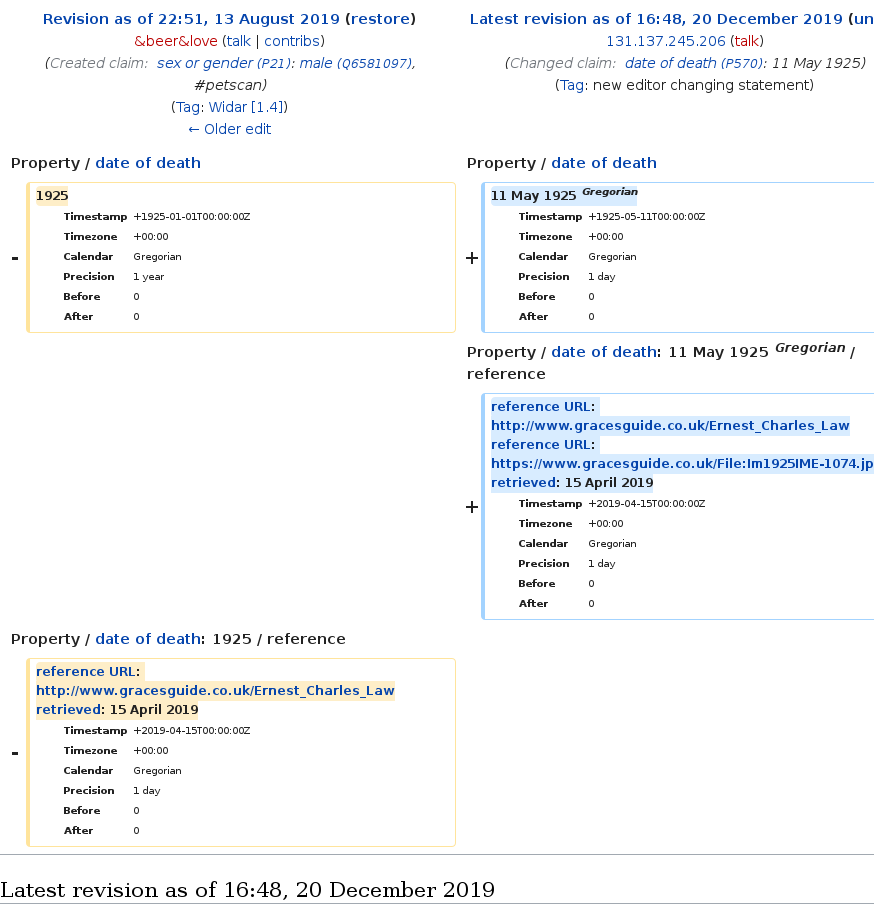 Revision as of 22:51, 13 August 2019 (restore)
&beer&love (talk | contribs)
(Created claim: sex or gender (P21): male (Q6581097),
#petscan)
(Tag: Widar [1.4])
← Older edit
Latest revision as of 16:48, 20 December 2019 (un
131.137.245.206 (talk)
(Changed claim: date of death (P570): 11 May 1925)
(Tag: new editor changing statement)
Property / date of death
Property / date of death
-
1925
Timestamp +1925-01-01T00:00:00Z
Timezone +00:00
Calendar Gregorian
Precision 1 year
Before 0
After 0
+
11 May 1925 Gregorian
Timestamp +1925-05-11T00:00:00Z
Timezone +00:00
Calendar Gregorian
Precision 1 day
Before 0
After 0
Property / date of death: 11 May 1925 Gregorian /
reference
+
reference URL:
http://www.gracesguide.co.uk/Ernest_Charles_Law
reference URL:
https://www.gracesguide.co.uk/File:Im1925IME-1074.jp
retrieved: 15 April 2019
Timestamp +2019-04-15T00:00:00Z
Timezone +00:00
Calendar Gregorian
Precision 1 day
Before 0
After 0
Property / date of death: 1925 / reference
-
reference URL:
http://www.gracesguide.co.uk/Ernest_Charles_Law
retrieved: 15 April 2019
Timestamp +2019-04-15T00:00:00Z
Timezone +00:00
Calendar Gregorian
Precision 1 day
Before 0
After 0
Latest revision as of 16:48, 20 December 2019